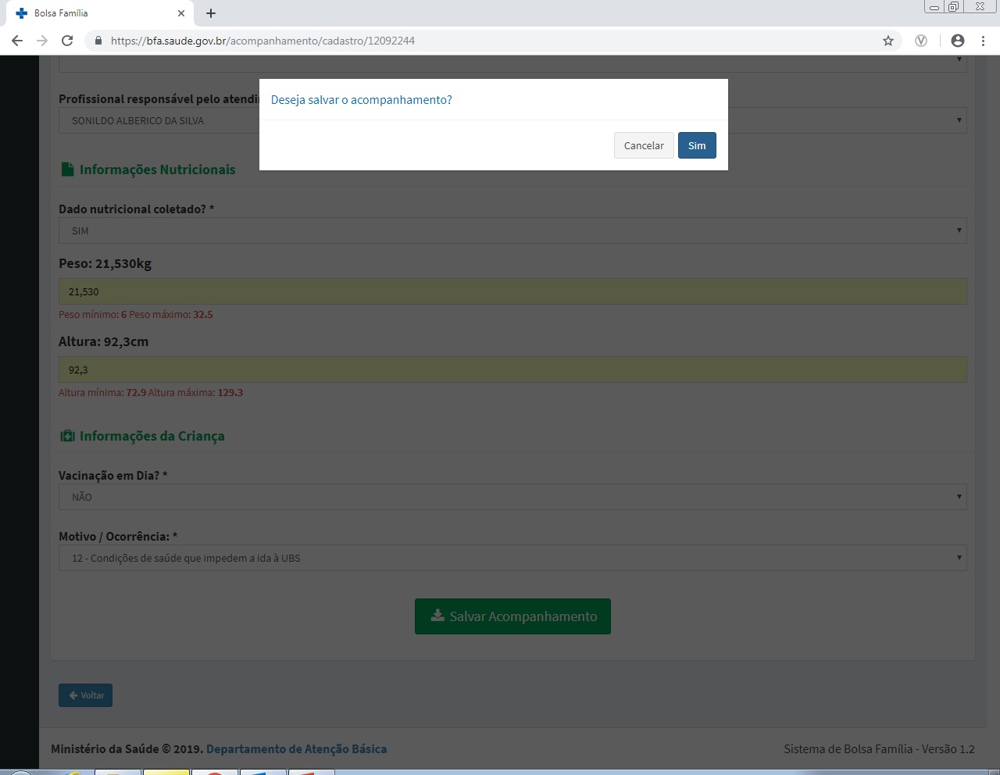 Bolsa Família
https://bfa.saude.gov.br/acompanhamento/cadastro/12092244
Deseja salvar o acompanhamento?
Cancelar Sim
Profissional responsável pelo atendi
SONILDO ALBERICO DA SILVA
Informações Nutricionais
Dado nutricional coletado? *
SIM
Peso: 21,530kg
21,530
Peso mínimo: 6 Peso máximo: 32.5
Altura: 92,3cm
92,3
Altura mínima: 72.9 Altura máxima: 129.3
Informações da Criança
Vacinação em Dia? *
NÃO
Motivo / Ocorrência: *
12 - Condições de saúde que impedem a ida à UBS
Salvar Acompanhamento
Voltar
Ministério da Saúde © 2019. Departamento de Atenção Básica
Sistema de Bolsa Família - Versão 1.2